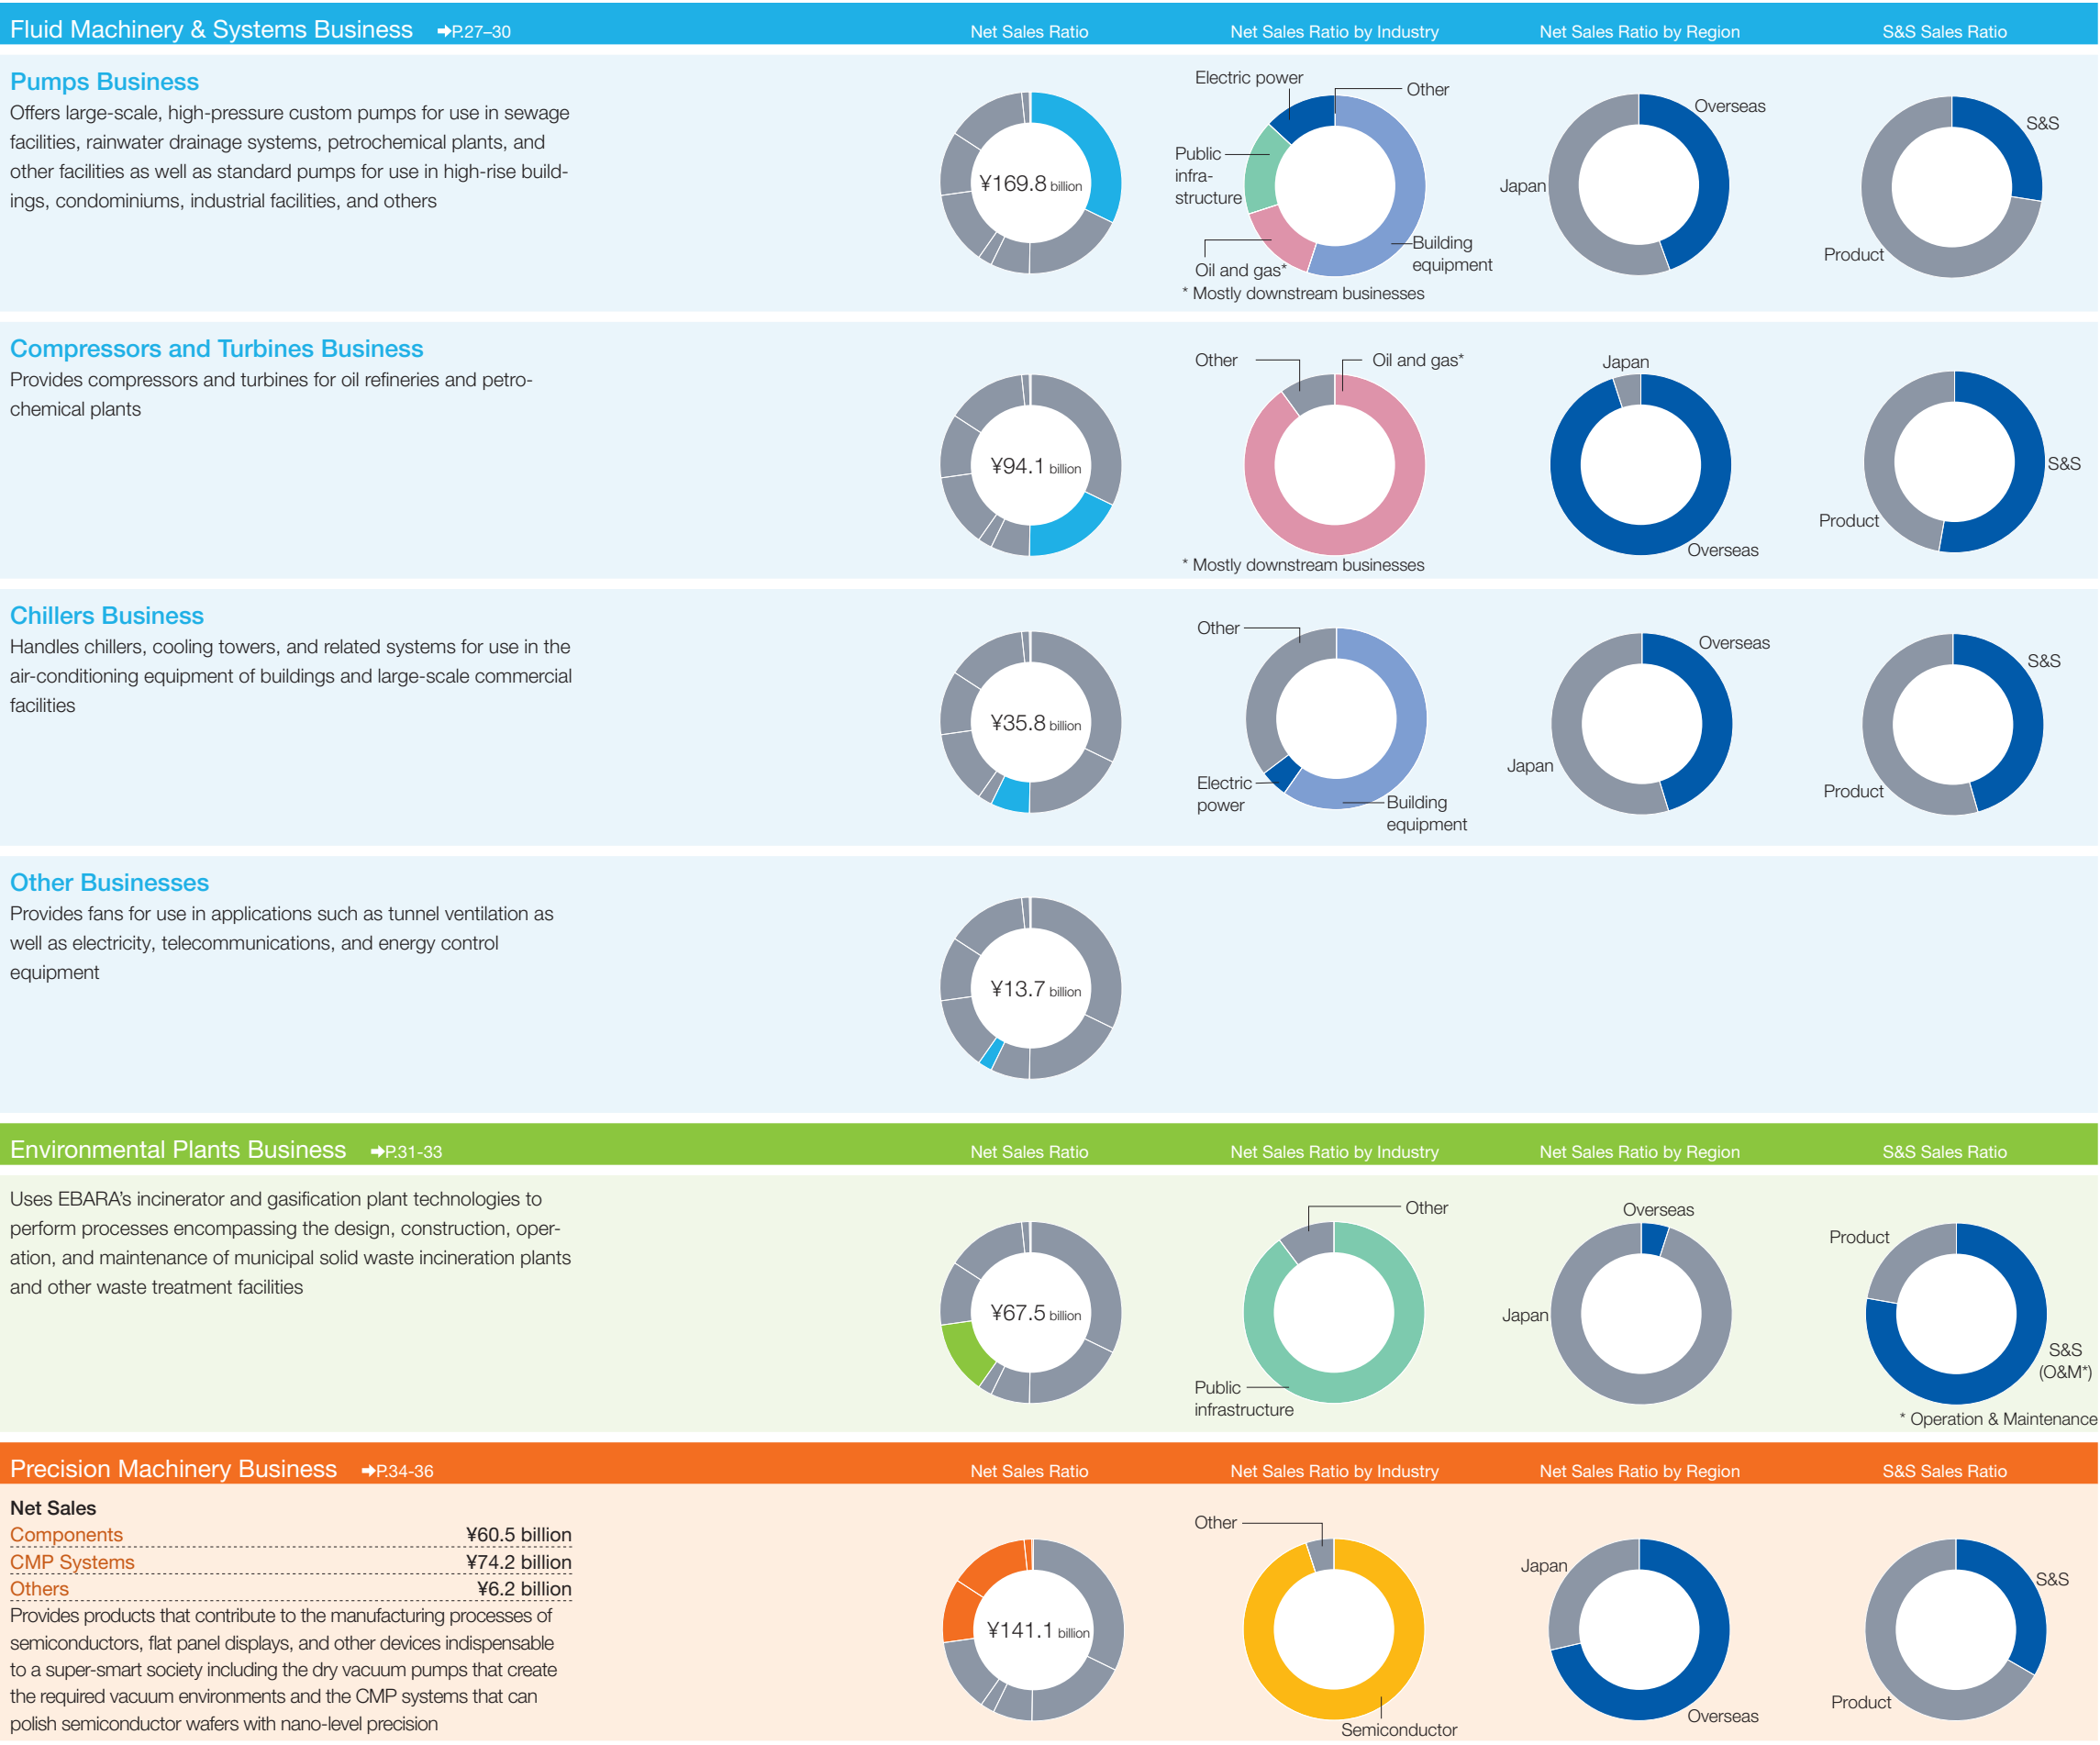 Fluid Machinery & Systems Business ➡P.27–30
Net Sales Ratio
Net Sales Ratio by Industry
Net Sales Ratio by Region
S&S Sales Ratio
Pumps Business
Offers large-scale, high-pressure custom pumps for use in sewage
facilities, rainwater drainage systems, petrochemical plants, and
other facilities as well as standard pumps for use in high-rise build-
ings, condominiums, industrial facilities, and others
¥169.8 billion
Electric power
Other
Public
infra-
structure
Oil and gas*
Building
equipment
* Mostly downstream businesses
Overseas
Japan
S&S
Product
Compressors and Turbines Business
Provides compressors and turbines for oil refineries and petro-
chemical plants
¥94.1 billion
Other
Oil and gas*
* Mostly downstream businesses
Japan
Overseas
S&S
Product
Chillers Business
Handles chillers, cooling towers, and related systems for use in the
air-conditioning equipment of buildings and large-scale commercial
facilities
¥35.8 billion
Other
Electric
power
Building
equipment
Overseas
Japan
S&S
Product
Other Businesses
Provides fans for use in applications such as tunnel ventilation as
well as electricity, telecommunications, and energy control
equipment
¥13.7 billion
Environmental Plants Business ➡P.31-33
Net Sales Ratio
Net Sales Ratio by Industry
Net Sales Ratio by Region
S&S Sales Ratio
Uses EBARA's incinerator and gasification plant technologies to
perform processes encompassing the design, construction, oper-
ation, and maintenance of municipal solid waste incineration plants
and other waste treatment facilities
¥67.5 billion
Other
Public
infrastructure
Overseas
Japan
Product
S&S
(O&M*)
* Operation & Maintenance
Precision Machinery Business ➡P.34-36
Net Sales Ratio
Net Sales Ratio by Industry
Net Sales Ratio by Region
S&S Sales Ratio
Net Sales
Components ¥60.5 billion
CMP Systems ¥74.2 billion
Others ¥6.2 billion
Provides products that contribute to the manufacturing processes of
semiconductors, flat panel displays, and other devices indispensable
to a super-smart society including the dry vacuum pumps that create
the required vacuum environments and the CMP systems that can
polish semiconductor wafers with nano-level precision
¥141.1 billion
Other
Semiconductor
Japan
Overseas
S&S
Product